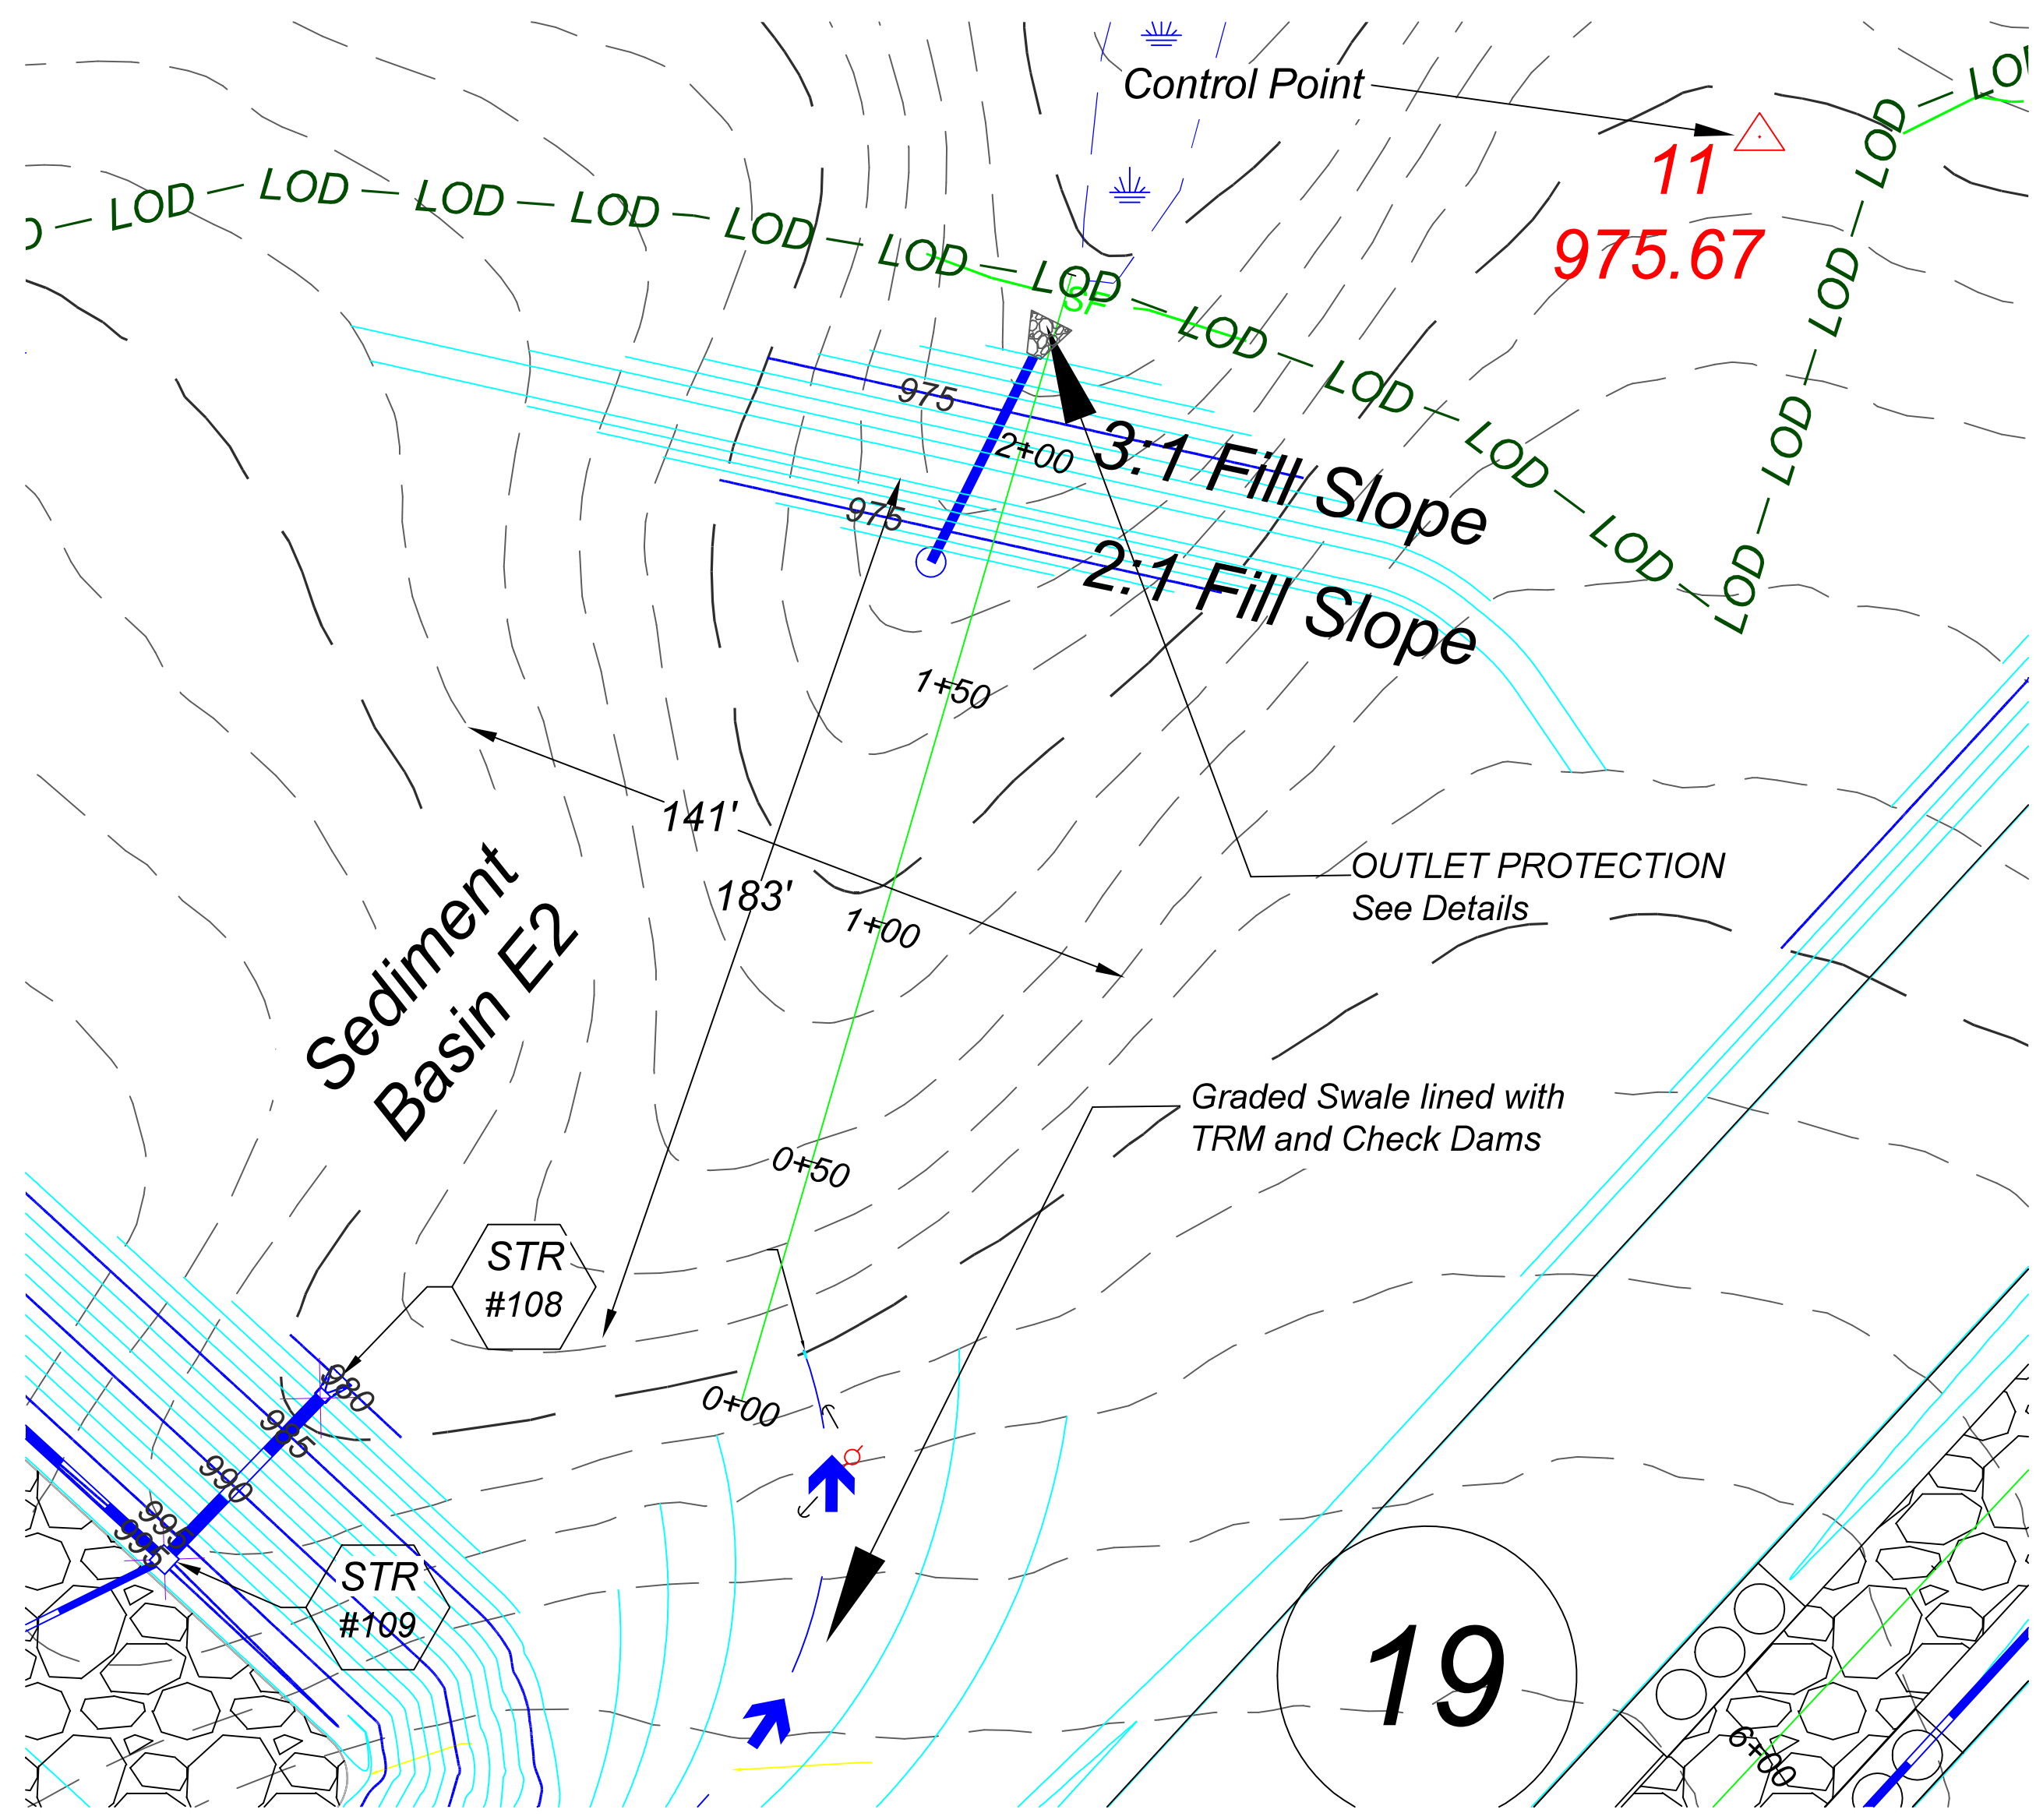 Control Point
11
975.67
LOD
LOD
LOD
LOD
LOD
LOD
LOD
LOD
SF
LOD
LOD
LOD
LOD
LOD
LOD
LOD
LOD
LOD
LOD
975
2+00
3:1 Fill Slope
975
2:1 Fill Slope
1+50
141'
183'
1+00
OUTLET PROTECTION
See Details
Sediment
Basin E2
Graded Swale lined with
TRM and Check Dams
0+50
STR
#108
0+00
980
985
990
995
995
STR
#109
19
6+00